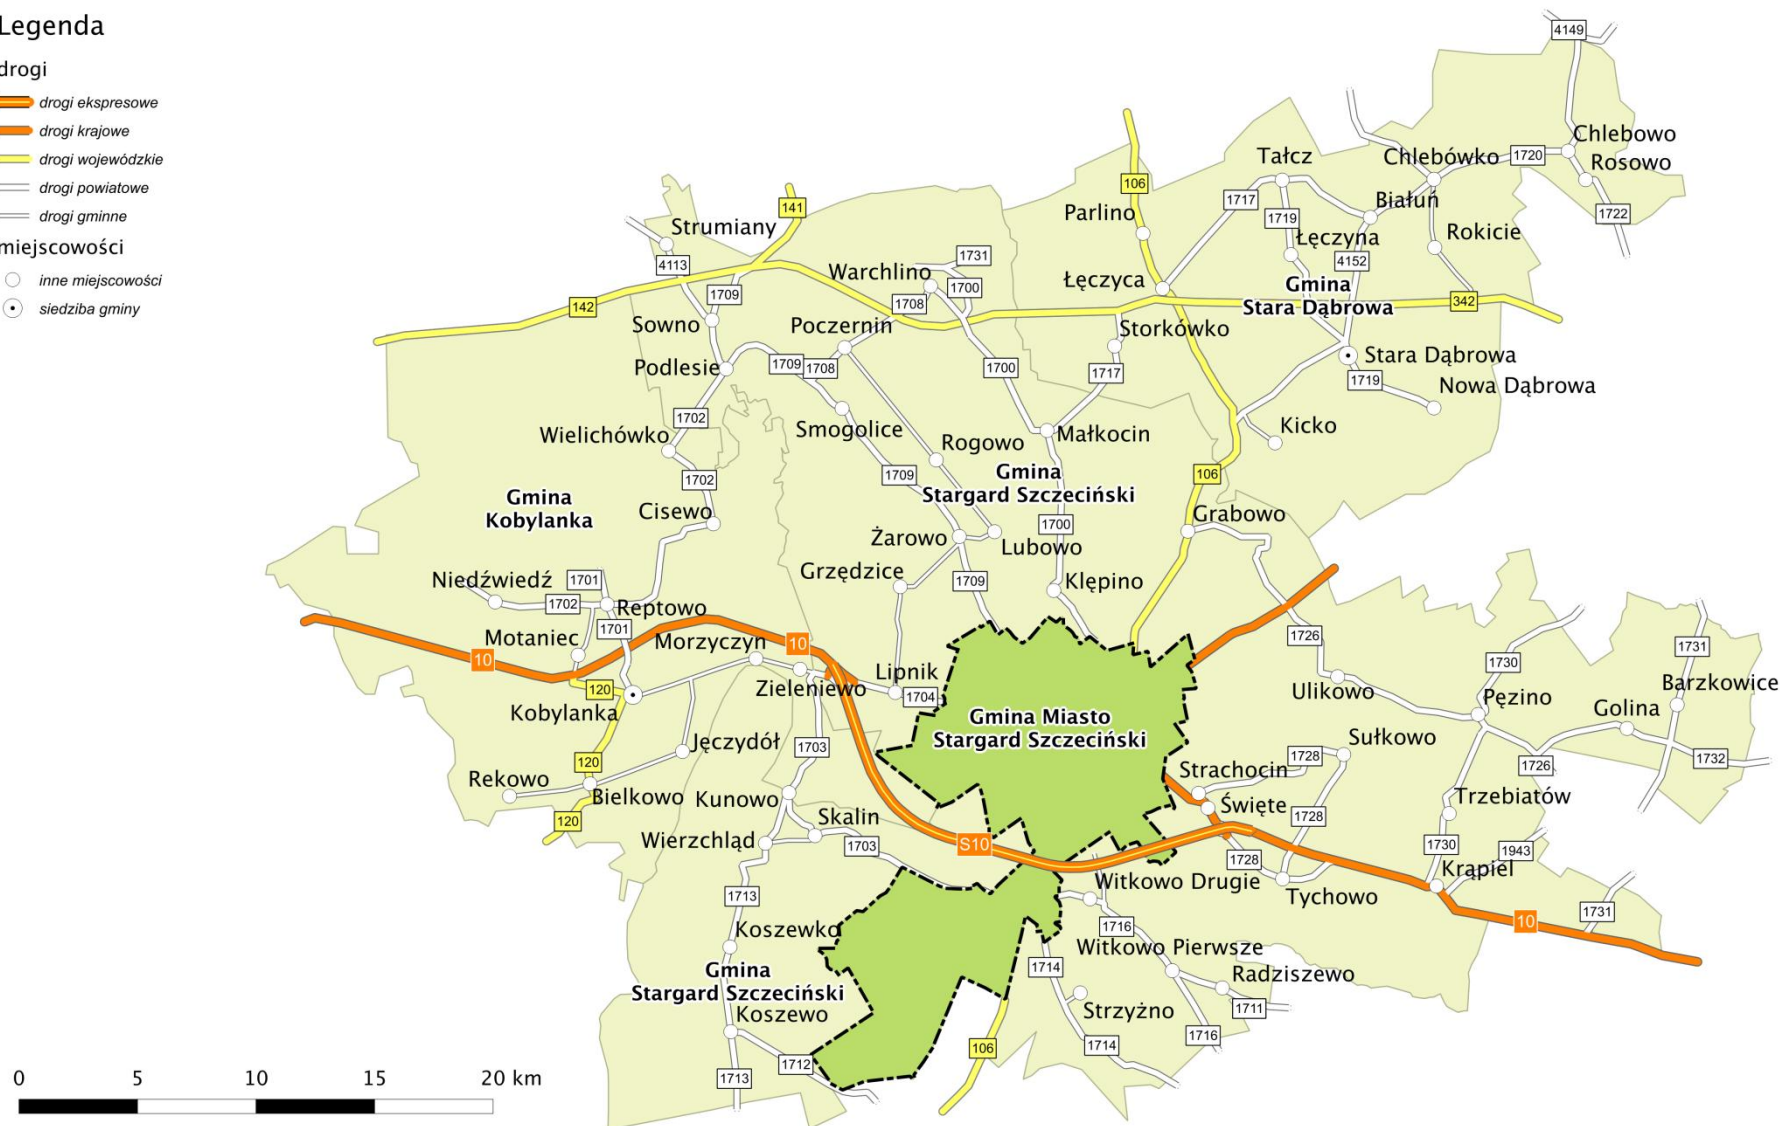 Legenda
drogi
drogi ekspresowe
drogi krajowe
drogi wojewódzkie
drogi powiatowe
drogi gminne
miejscowości
inne miejscowości
siedziba gminy
4149
Chlebowo
Rosowo
1720
1722
Chlebówko
Tałcz
Białuń
Rokicie
1717
1719
Łęczyna
4152
106
Parlino
Łęczyca
141
Strumiany
4113
1709
142
Sowno
Warchlino
1731
1700
1708
Poczernin
Podlesie
1709
1708
1700
Storkówko
1717
Gmina
Stara Dąbrowa
342
Stara Dąbrowa
1719
Nowa Dąbrowa
Kicko
1702
Wielichówko
1702
Smogolice
Rogowo
Małkocin
1709
Gmina
Stargard Szczeciński
106
Gmina
Kobylanka
Cisewo
Grabowo
1700
Żarowo
Lubowo
Grzędzice
1709
Klępino
Niedźwiedź
1701
1702
Reptowo
1701
Motaniec
Morzyczyn
10
10
Zieleniewo
Lipnik
1704
120
Kobylanka
1726
Ulikowo
1730
Pęzino
1731
Barzkowice
Golina
Gmina Miasto
Stargard Szczeciński
Jęczydół
1703
120
Rekowo
Bielkowo
Kunowo
120
Skalin
Wierzchląd
1703
S10
Strachocin
1728
Sułkowo
1726
1732
Święte
1728
Trzebiatów
1728
1730
1943
Krąpiel
Witkowo Drugie
Tychowo
1713
1716
1731
10
Koszewko
Witkowo Pierwsze
1714
Radziszewo
Gmina
Stargard Szczeciński
Koszewo
Strzyżno
1711
1716
1714
106
1712
1713
0 5 10 15 20 km